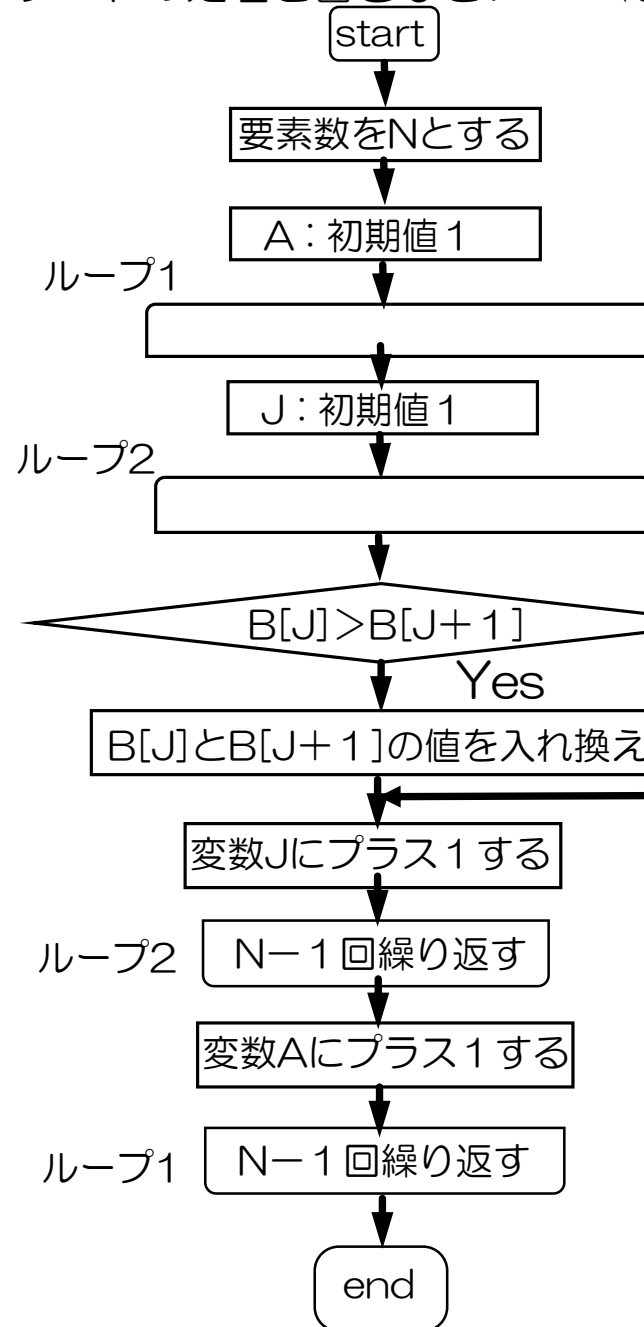 start
要素数をNとする
A：初期値１
ループ1
J：初期値１
ループ2
B[J]＞B[J＋１]
Yes
B[J]とB[J＋１]の値を入れ換え
変数Jにプラス１する
ループ2
N－１回繰り返す
変数Aにプラス１する
ループ1
N－１回繰り返す
end